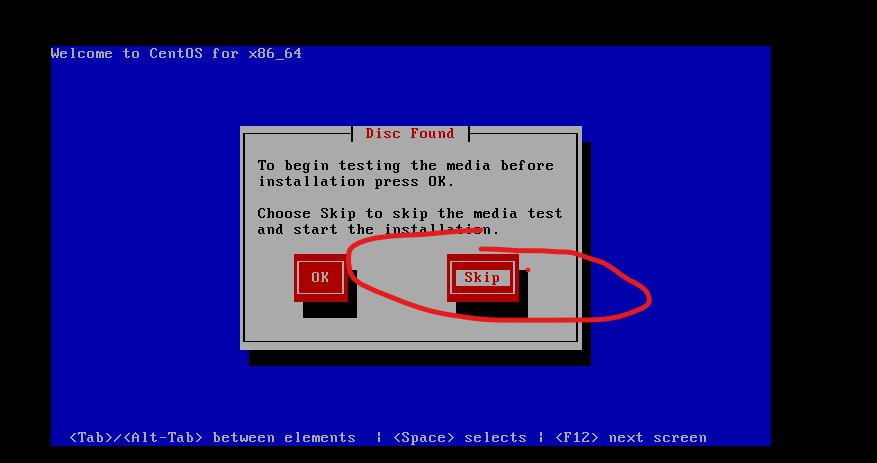 Welcome to CentOS for x86_64
Disc Found
To begin testing the media before
installation press OK.
Choose Skip to skip the media test
and start the installation.
OK Skip
<Tab>/<Alt-Tab> between elements | <Space> selects | <F12> next screen